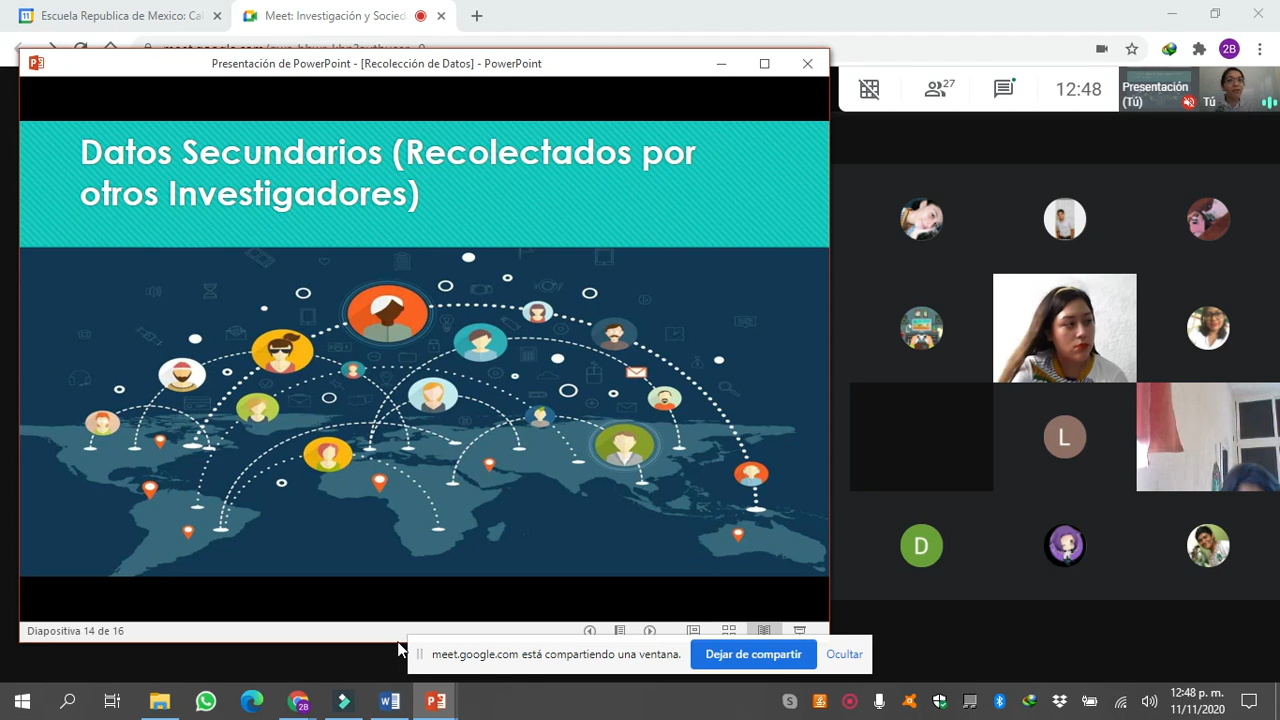 Escuela Republica de Mexico: Cal
Meet: Investigación y Socied
2B
Presentación de PowerPoint - [Recolección de Datos] - PowerPoint
27
12:48
Presentación
(Tú)
Tú
Datos Secundarios (Recolectados por
otros Investigadores)
L
D
Diapositiva 14 de 16
meet.google.com está compartiendo una ventana.
Dejar de compartir
Ocultar
12:48 p. m.
11/11/2020